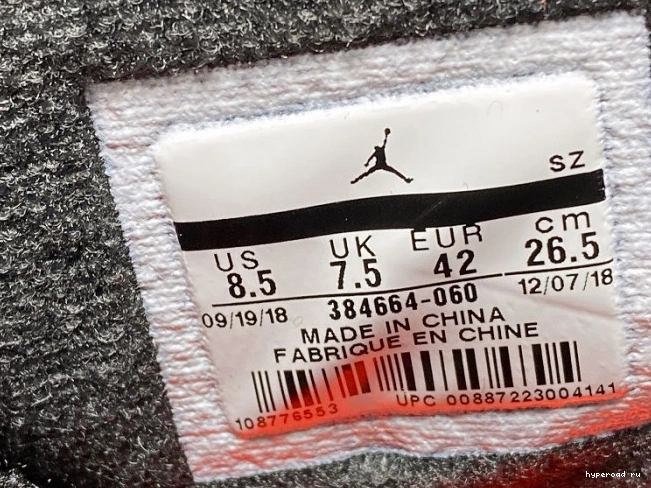 SZ
US UK EUR cm
8.5 7.5 42 26.5
09/19/18 384664-060 12/07/18
MADE IN CHINA
FABRIQUE EN CHINE
108776553 UPC 00887223004141
hyperoad ru